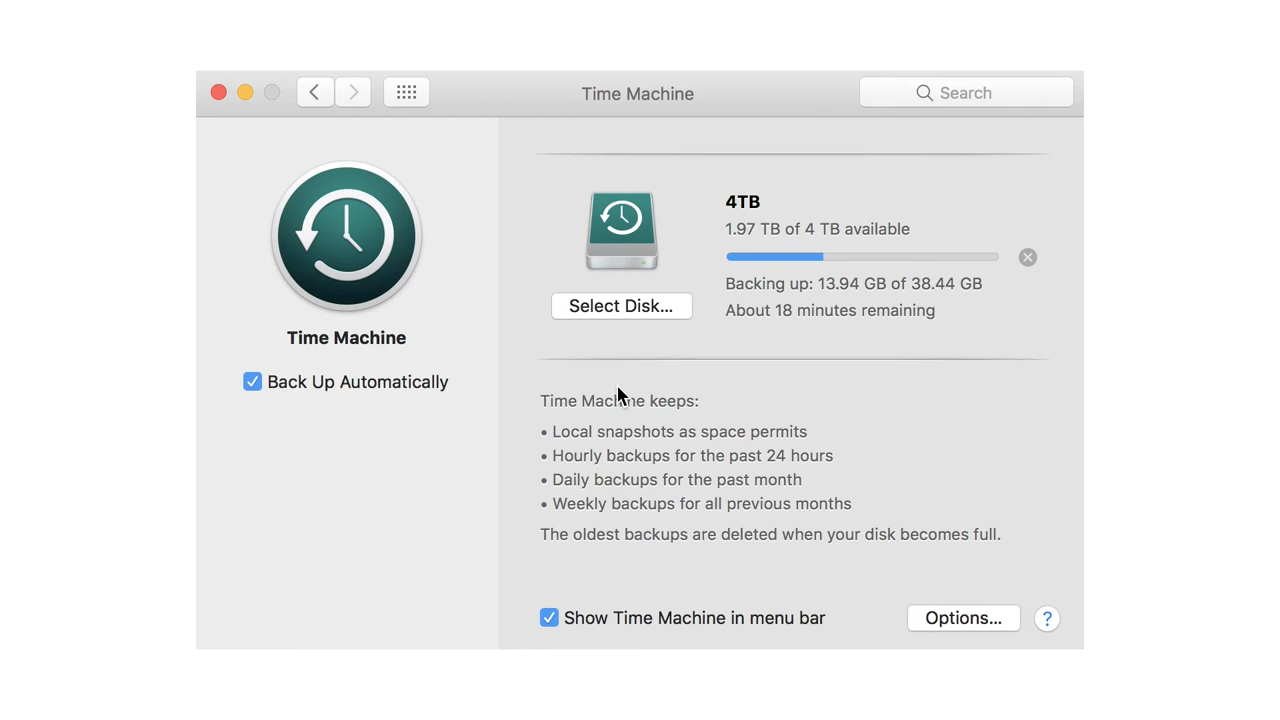 Time Machine
Search
Time Machine
Back Up Automatically
4TB
1.97 TB of 4 TB available
Backing up: 13.94 GB of 38.44 GB
About 18 minutes remaining
Select Disk...
Time Machine keeps:
• Local snapshots as space permits
• Hourly backups for the past 24 hours
• Daily backups for the past month
• Weekly backups for all previous months
The oldest backups are deleted when your disk becomes full.
Show Time Machine in menu bar
Options...
?